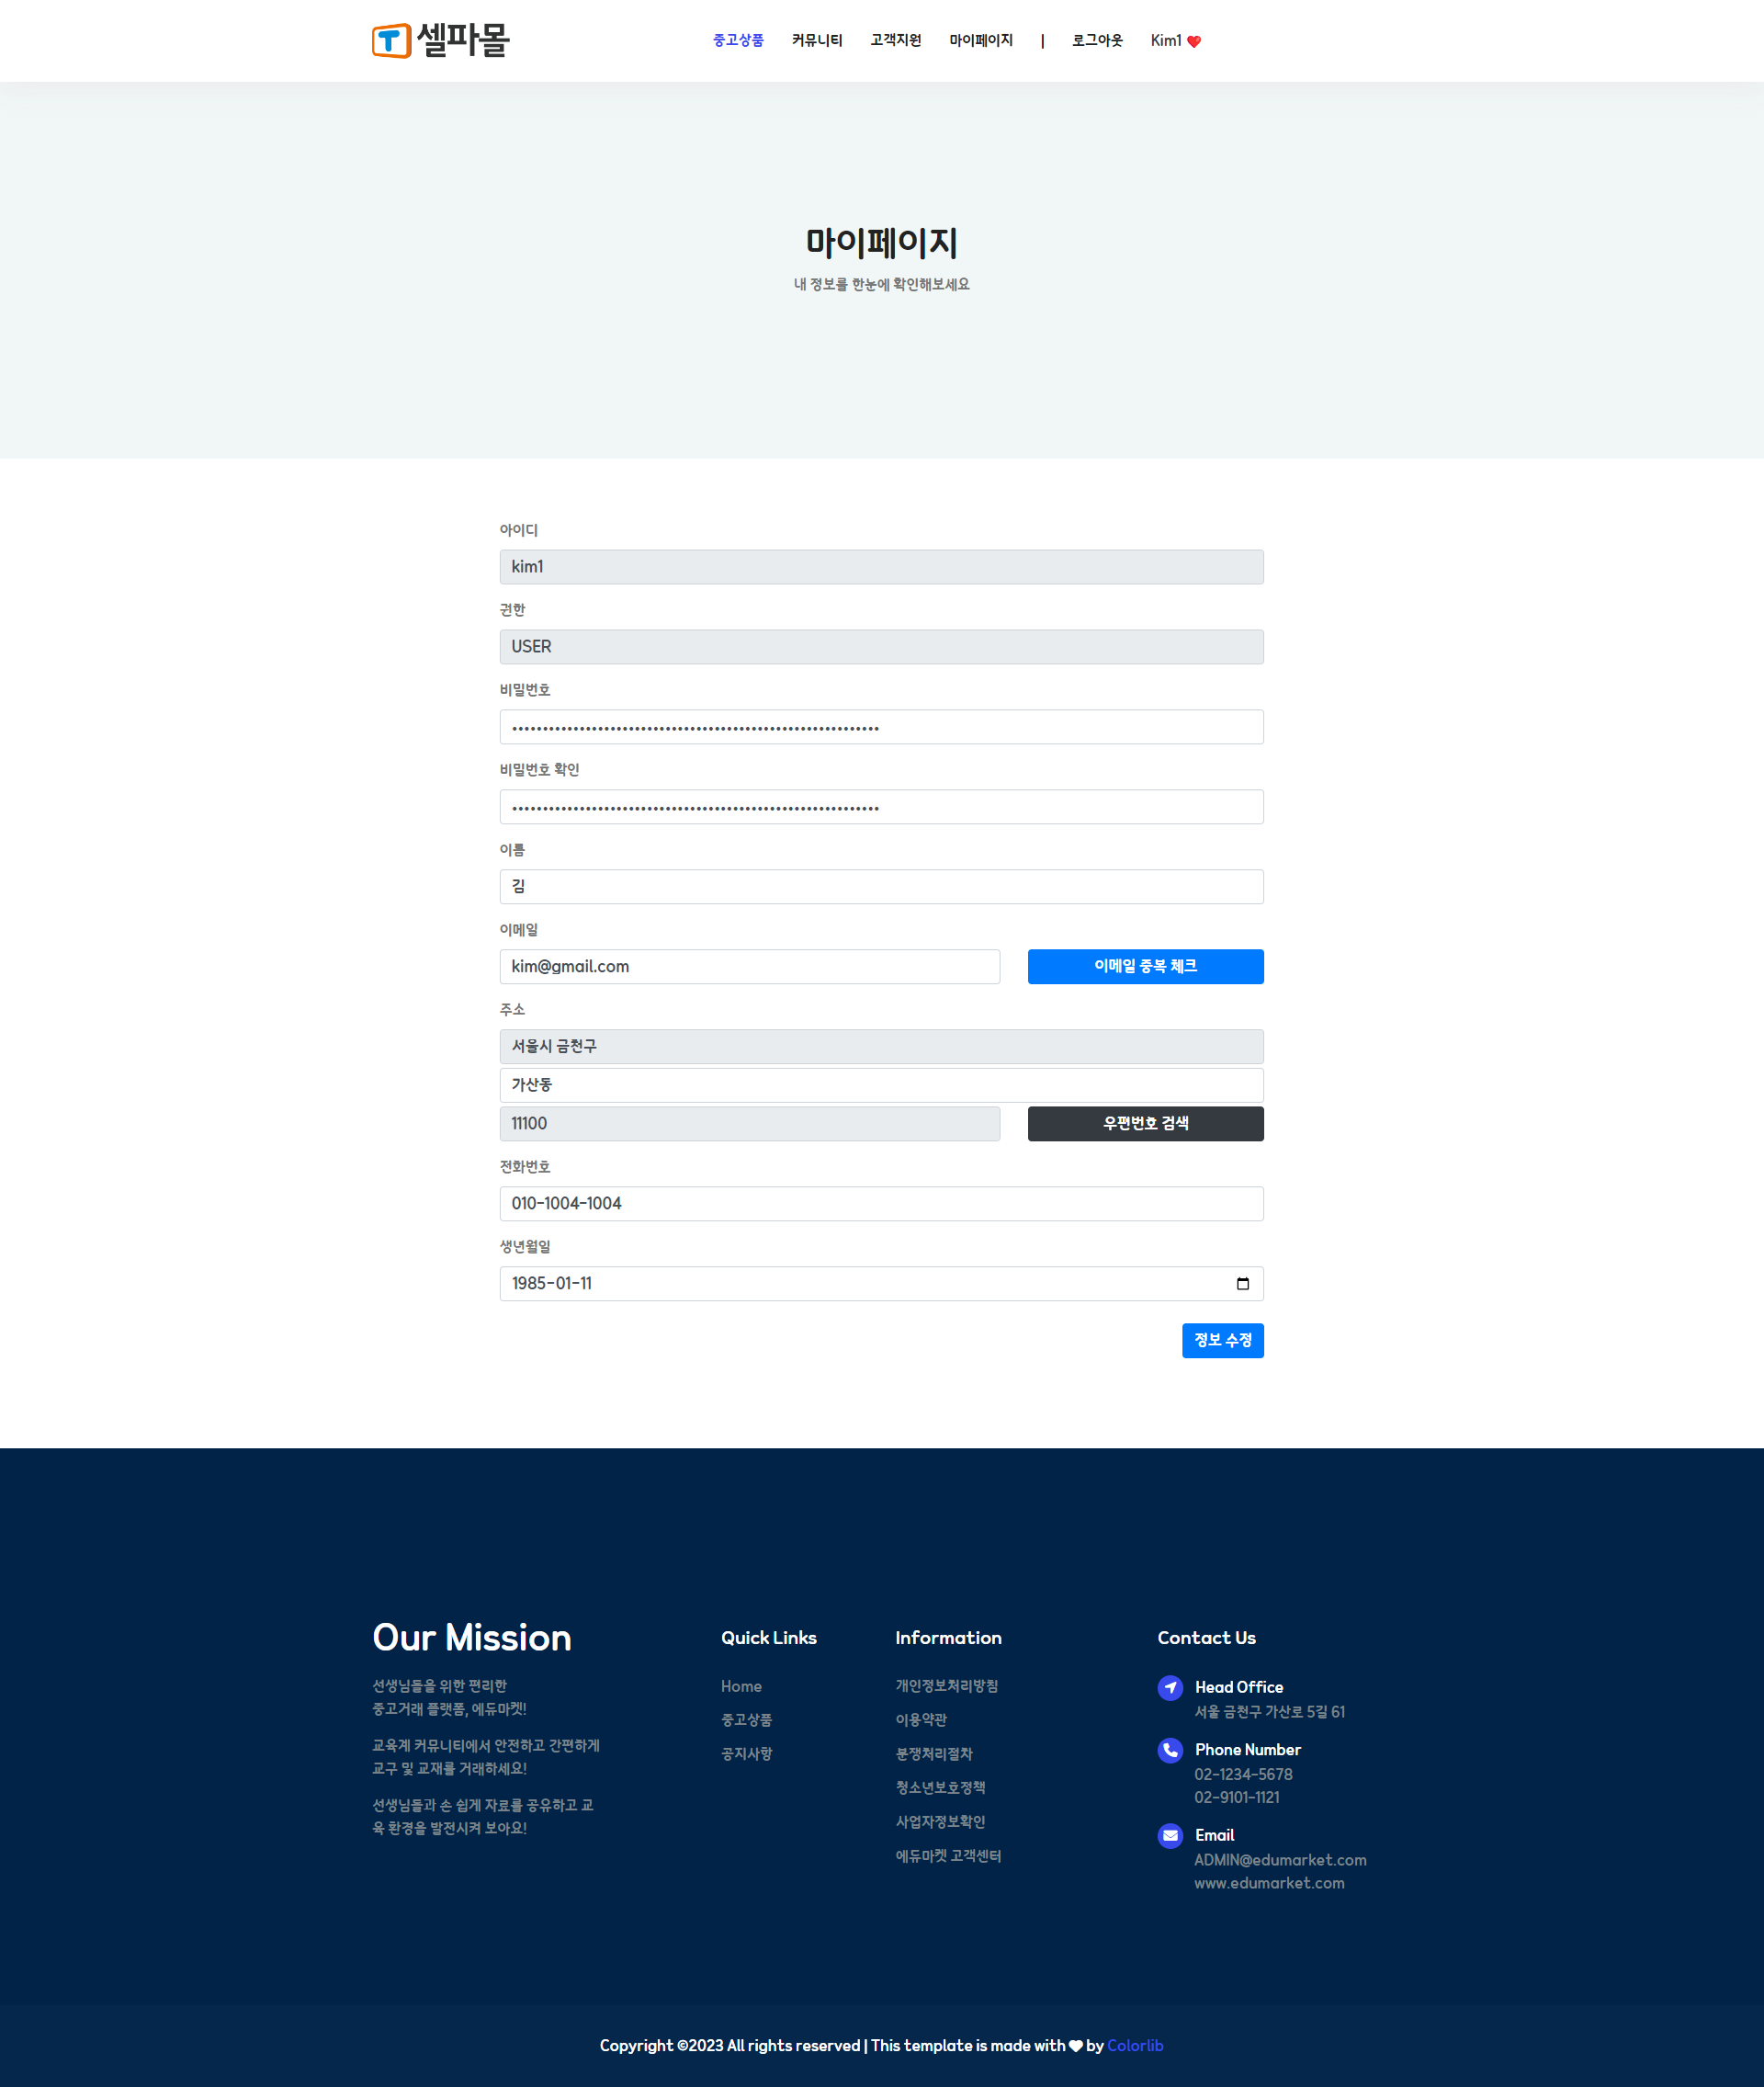 T 셀파몰
중고상품 커뮤니티 고객지원 마이페이지 | 로그아웃 Kim1
마이페이지
내 정보를 한눈에 확인해보세요
아이디
kim1
권한
USER
비밀번호
••••••••••••••••••••••••••••••••••••••••••••••••••••••••••••
비밀번호 확인
••••••••••••••••••••••••••••••••••••••••••••••••••••••••••••
이름
김
이메일
kim@gmail.com 이메일 중복 체크
주소
서울시 금천구
가산동
11100 우편번호 검색
전화번호
010-1004-1004
생년월일
1985-01-11
정보 수정
Our Mission
선생님들을 위한 편리한
중고거래 플랫폼, 에듀마켓!
교육계 커뮤니티에서 안전하고 간편하게
교구 및 교재를 거래하세요!
선생님들과 손 쉽게 자료를 공유하고 교
육 환경을 발전시켜 보아요!
Quick Links
Home
중고상품
공지사항
Information
개인정보처리방침
이용약관
분쟁처리절차
청소년보호정책
사업자정보확인
에듀마켓 고객센터
Contact Us
Head Office
서울 금천구 가산로 5길 61
Phone Number
02-1234-5678
02-9101-1121
Email
ADMIN@edumarket.com
www.edumarket.com
Copyright ©2023 All rights reserved | This template is made with ♥ by Colorlib